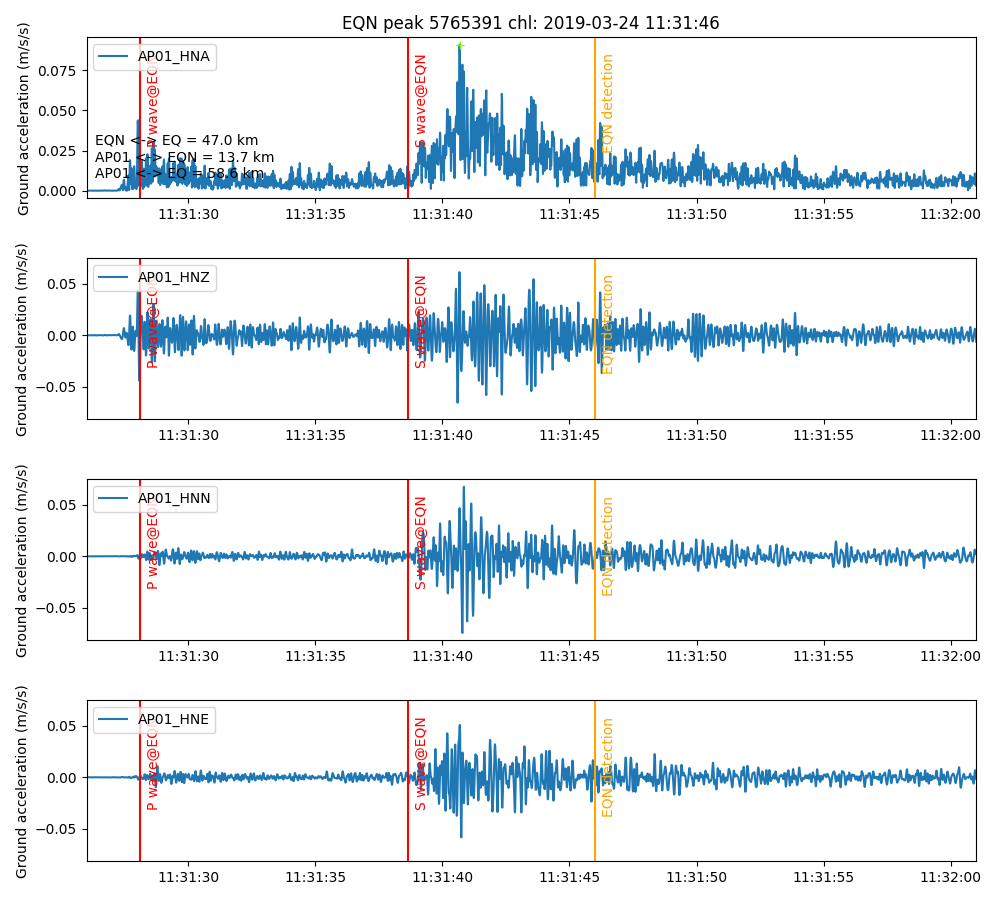 EQN peak 5765391 chl: 2019-03-24 11:31:46
Ground acceleration (m/s/s)
0.075
0.050
0.025
0.000
AP01_HNA
P wave@EQN
S wave@EQN
EQN detection
EQN <-> EQ = 47.0 km
AP01 <-> EQN = 13.7 km
AP01 <-> EQ = 58.6 km
11:31:30 11:31:35 11:31:40 11:31:45 11:31:50 11:31:55 11:32:00
Ground acceleration (m/s/s)
0.05
0.00
−0.05
AP01_HNZ
P wave@EQN
S wave@EQN
EQN detection
11:31:30 11:31:35 11:31:40 11:31:45 11:31:50 11:31:55 11:32:00
Ground acceleration (m/s/s)
0.05
0.00
−0.05
AP01_HNN
P wave@EQN
S wave@EQN
EQN detection
11:31:30 11:31:35 11:31:40 11:31:45 11:31:50 11:31:55 11:32:00
Ground acceleration (m/s/s)
0.05
0.00
−0.05
AP01_HNE
P wave@EQN
S wave@EQN
EQN detection
11:31:30 11:31:35 11:31:40 11:31:45 11:31:50 11:31:55 11:32:00